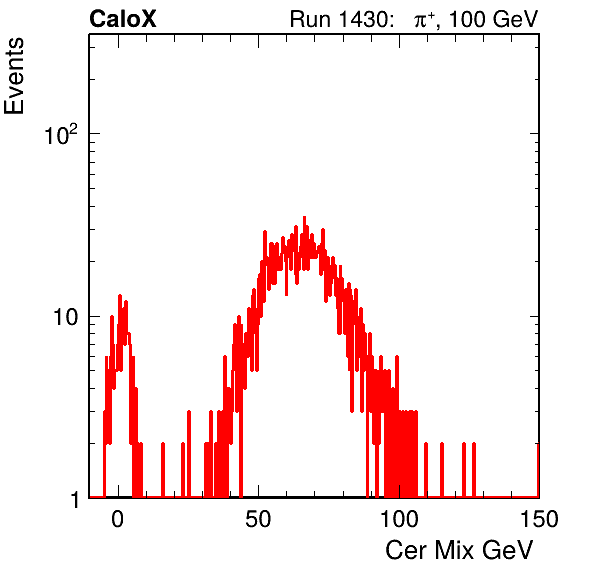 CaloX Run 1430: π⁺, 100 GeV
Events
10²
10
1
0 50 100 150
Cer Mix GeV